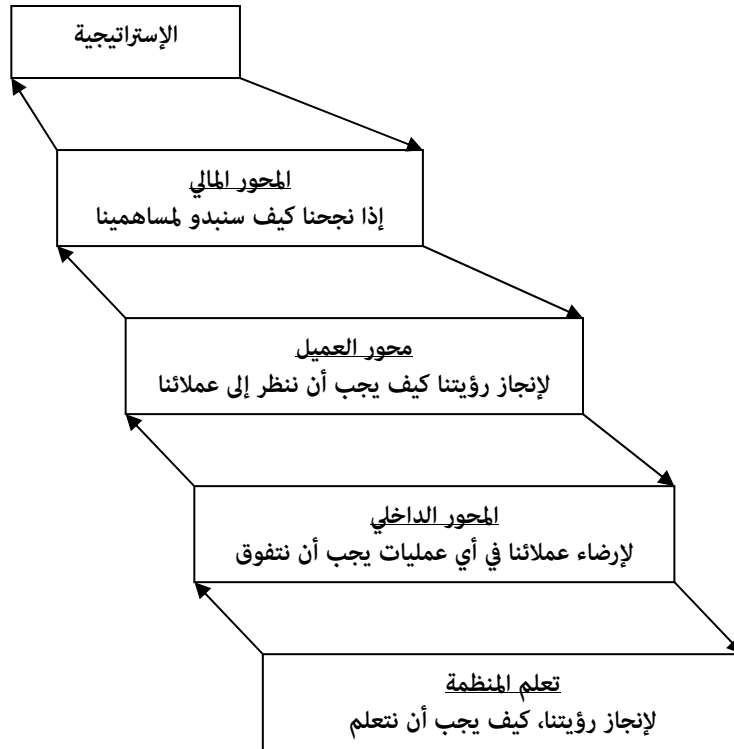 الإستراتيجية
المحور المالي
إذا نجحنا كيف سنبدو لمساهمينا
محور العميل
لإنجاز رؤيتنا كيف يجب أن ننظر إلى عملائنا
المحور الداخلي
لإرضاء عملائنا في أي عمليات يجب أن نتفوق
تعلم المنظمة
لإنجاز رؤيتنا، كيف يجب أن نتعلم